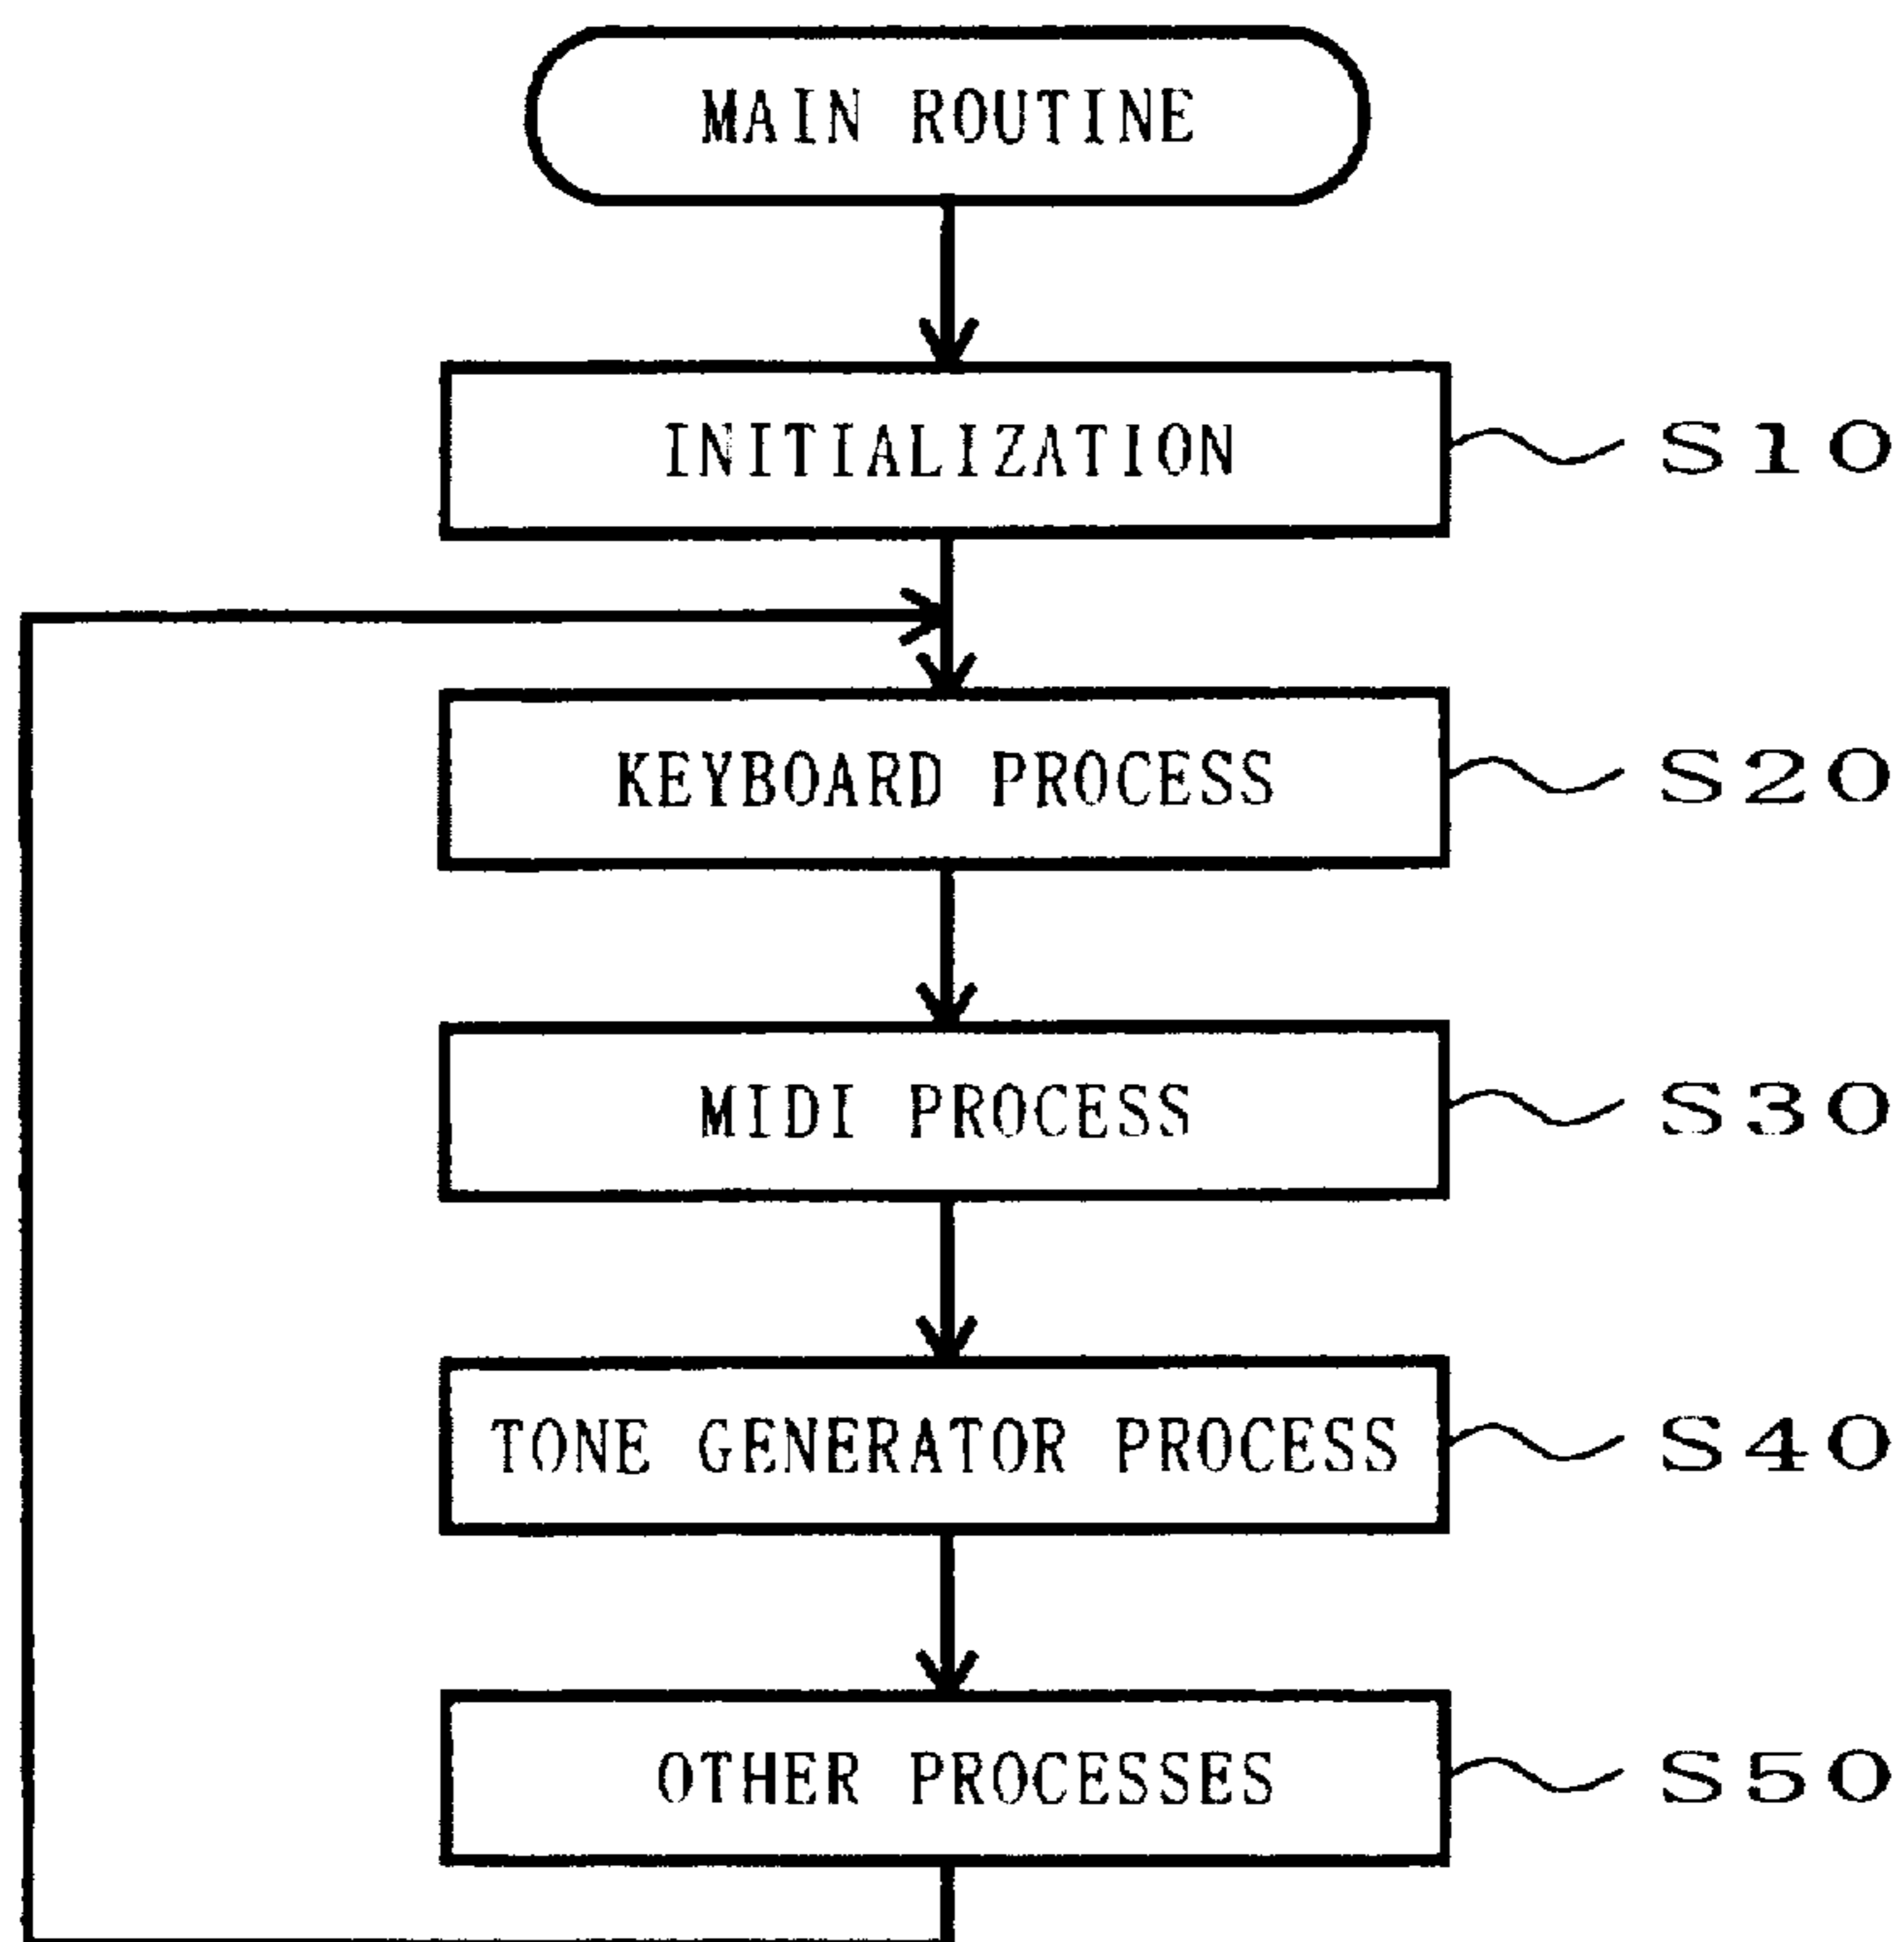 MAIN ROUTINE
INITIALIZATION S10
KEYBOARD PROCESS S20
MIDI PROCESS S30
TONE GENERATOR PROCESS S40
OTHER PROCESSES S50